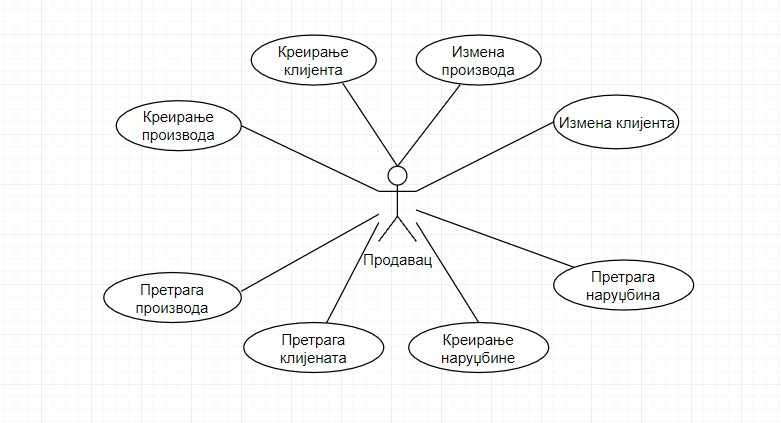 Креирање
клијента
Измена
производа
Креирање
производа
Измена клијента
Продавац
Претрага
производа
Претрага
наруџбина
Претрага
клијената
Креирање
наруџбине